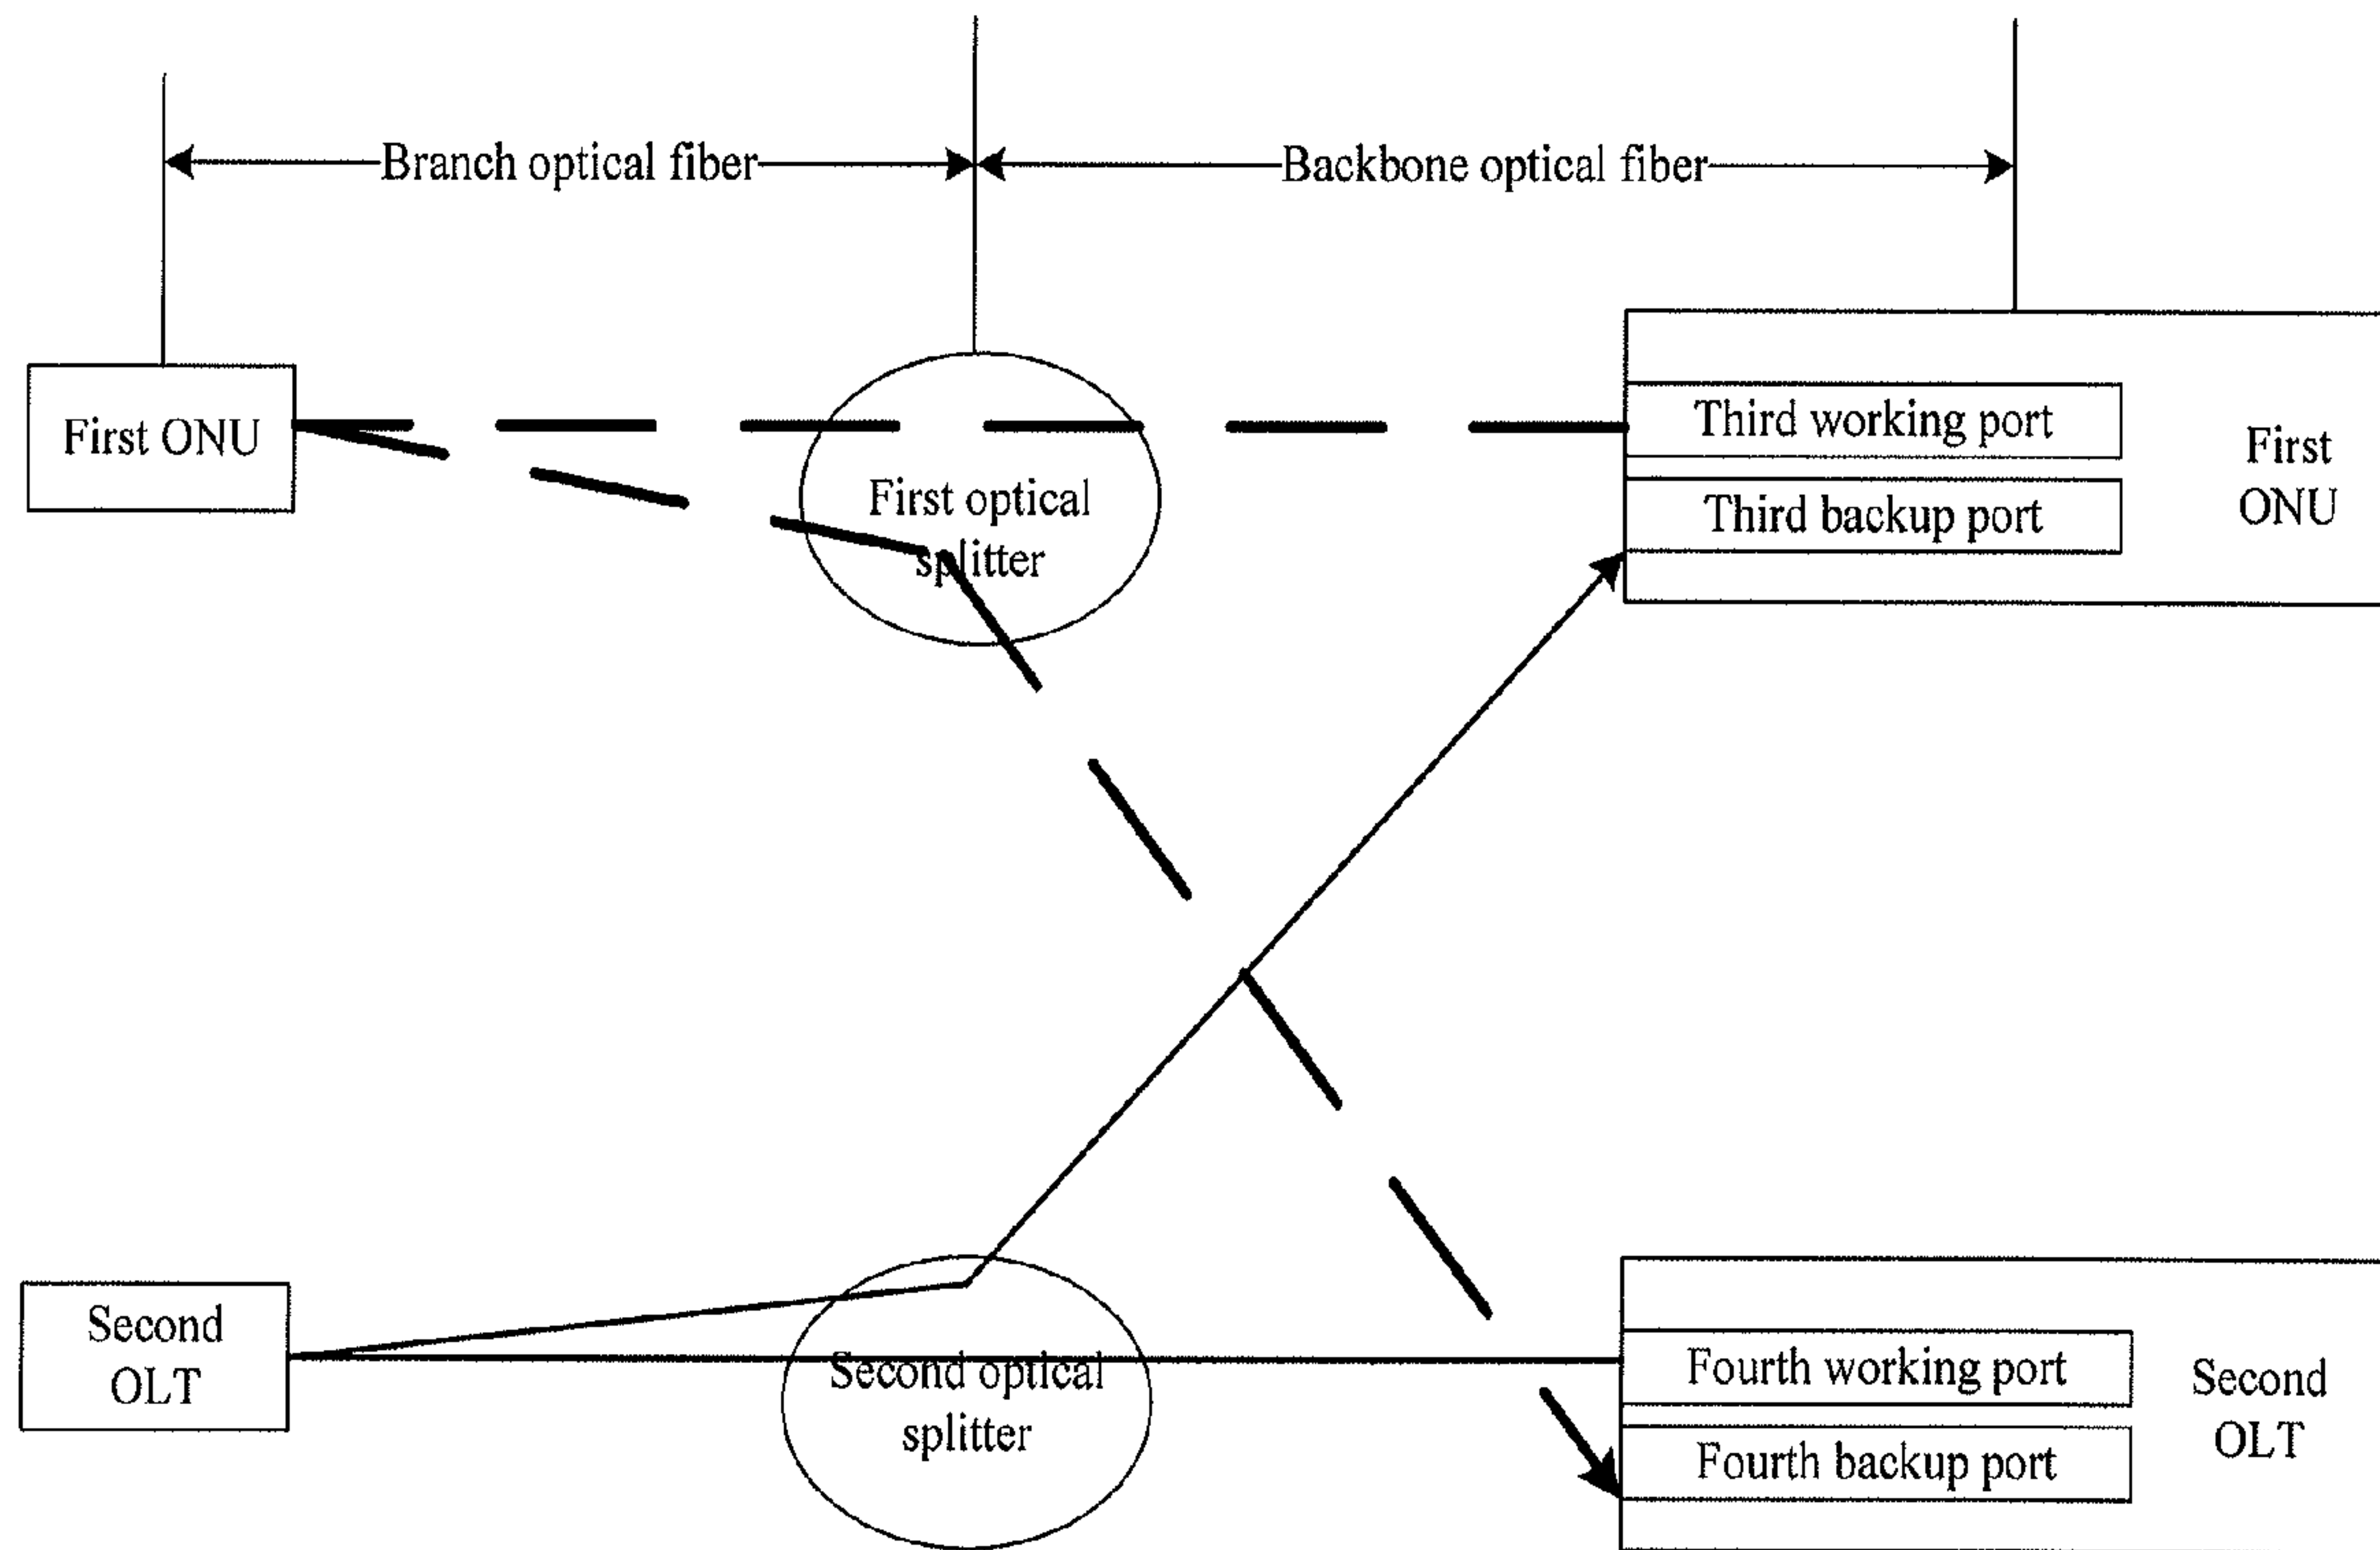 Branch optical fiber
Backbone optical fiber
First ONU
First optical
splitter
Third working port
Third backup port
First
ONU
Second
OLT
Second optical
splitter
Fourth working port
Fourth backup port
Second
OLT